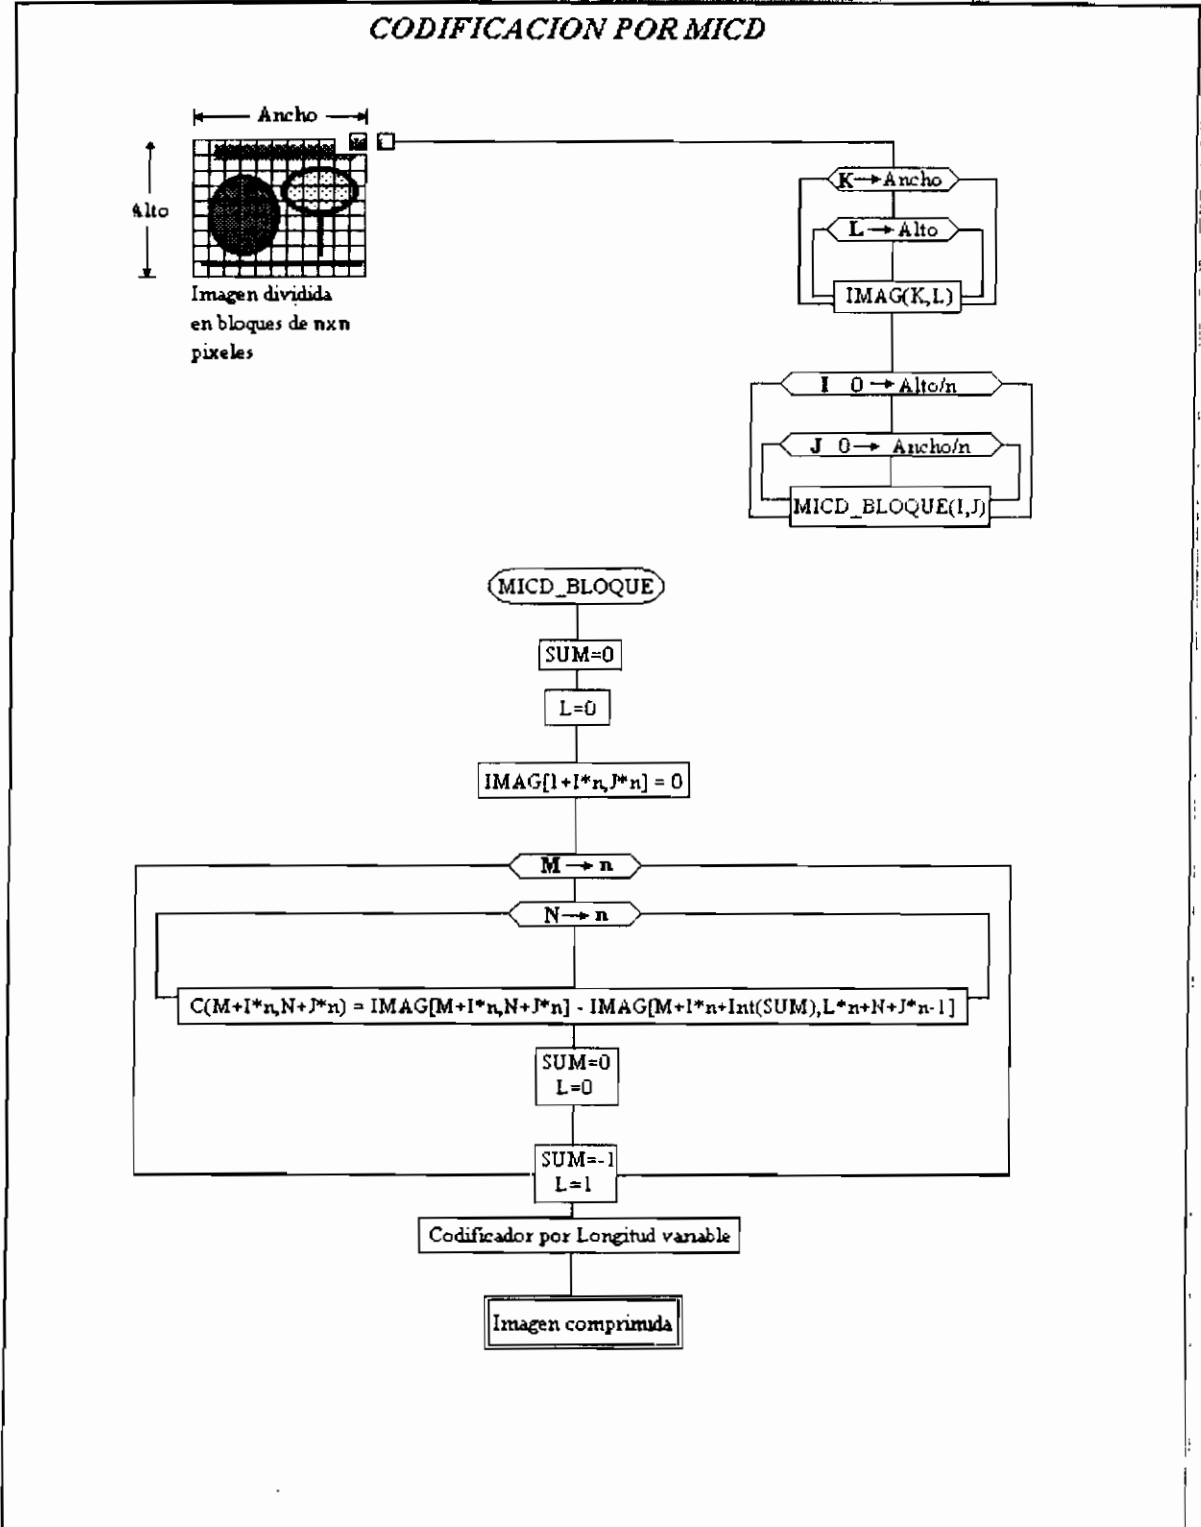 CODIFICACION POR MICD
Ancho
Alto
Imagen dividida
en bloques de nxn
pixeles
K→Ancho
L→Alto
IMAG(K,L)
I 0→Alto/n
J 0→ Ancho/n
MICD_BLOQUE(I,J)
MICD_BLOQUE
SUM=0
L=0
IMAG[1+I*n,J*n] = 0
M→n
N→n
C(M+I*n,N+J*n) = IMAG[M+I*n,N+J*n] - IMAG[M+I*n+Int(SUM),L*n+N+J*n-1]
SUM=0
L=0
SUM=-1
L=1
Codificador por Longitud variable
Imagen comprimida